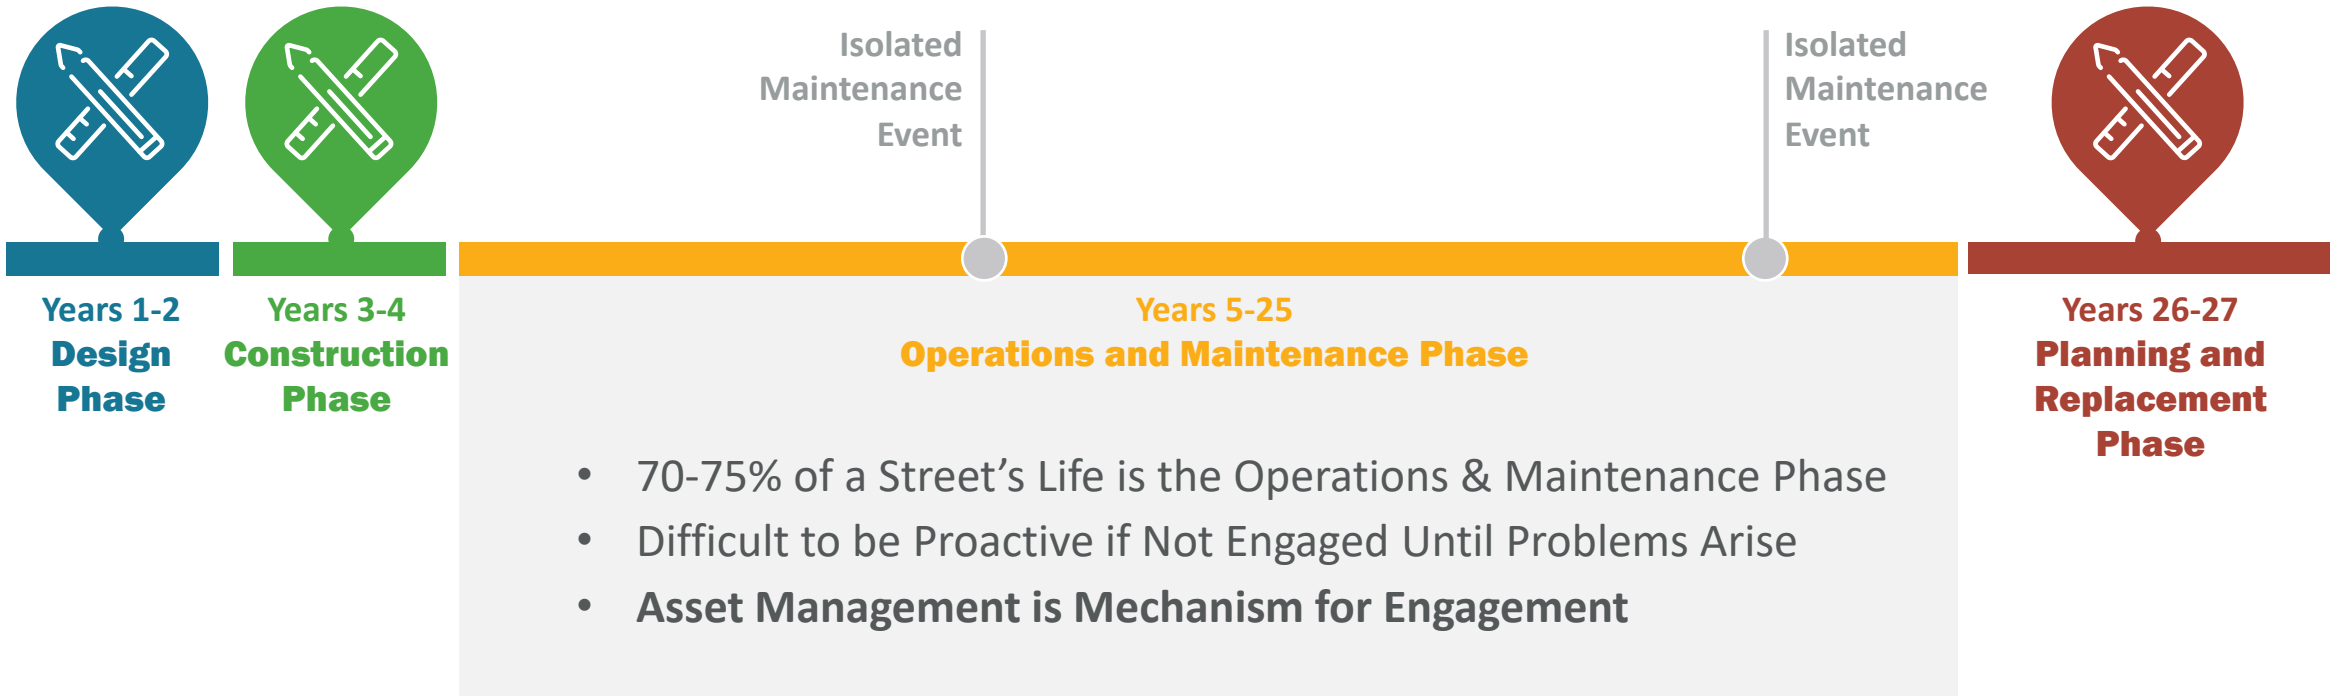 Isolated
Maintenance
Event
Isolated
Maintenance
Event
Years 1-2
Design
Phase
Years 3-4
Construction
Phase
Years 5-25
Operations and Maintenance Phase
Years 26-27
Planning and
Replacement
Phase
• 70-75% of a Street’s Life is the Operations & Maintenance Phase
• Difficult to be Proactive if Not Engaged Until Problems Arise
• Asset Management is Mechanism for Engagement